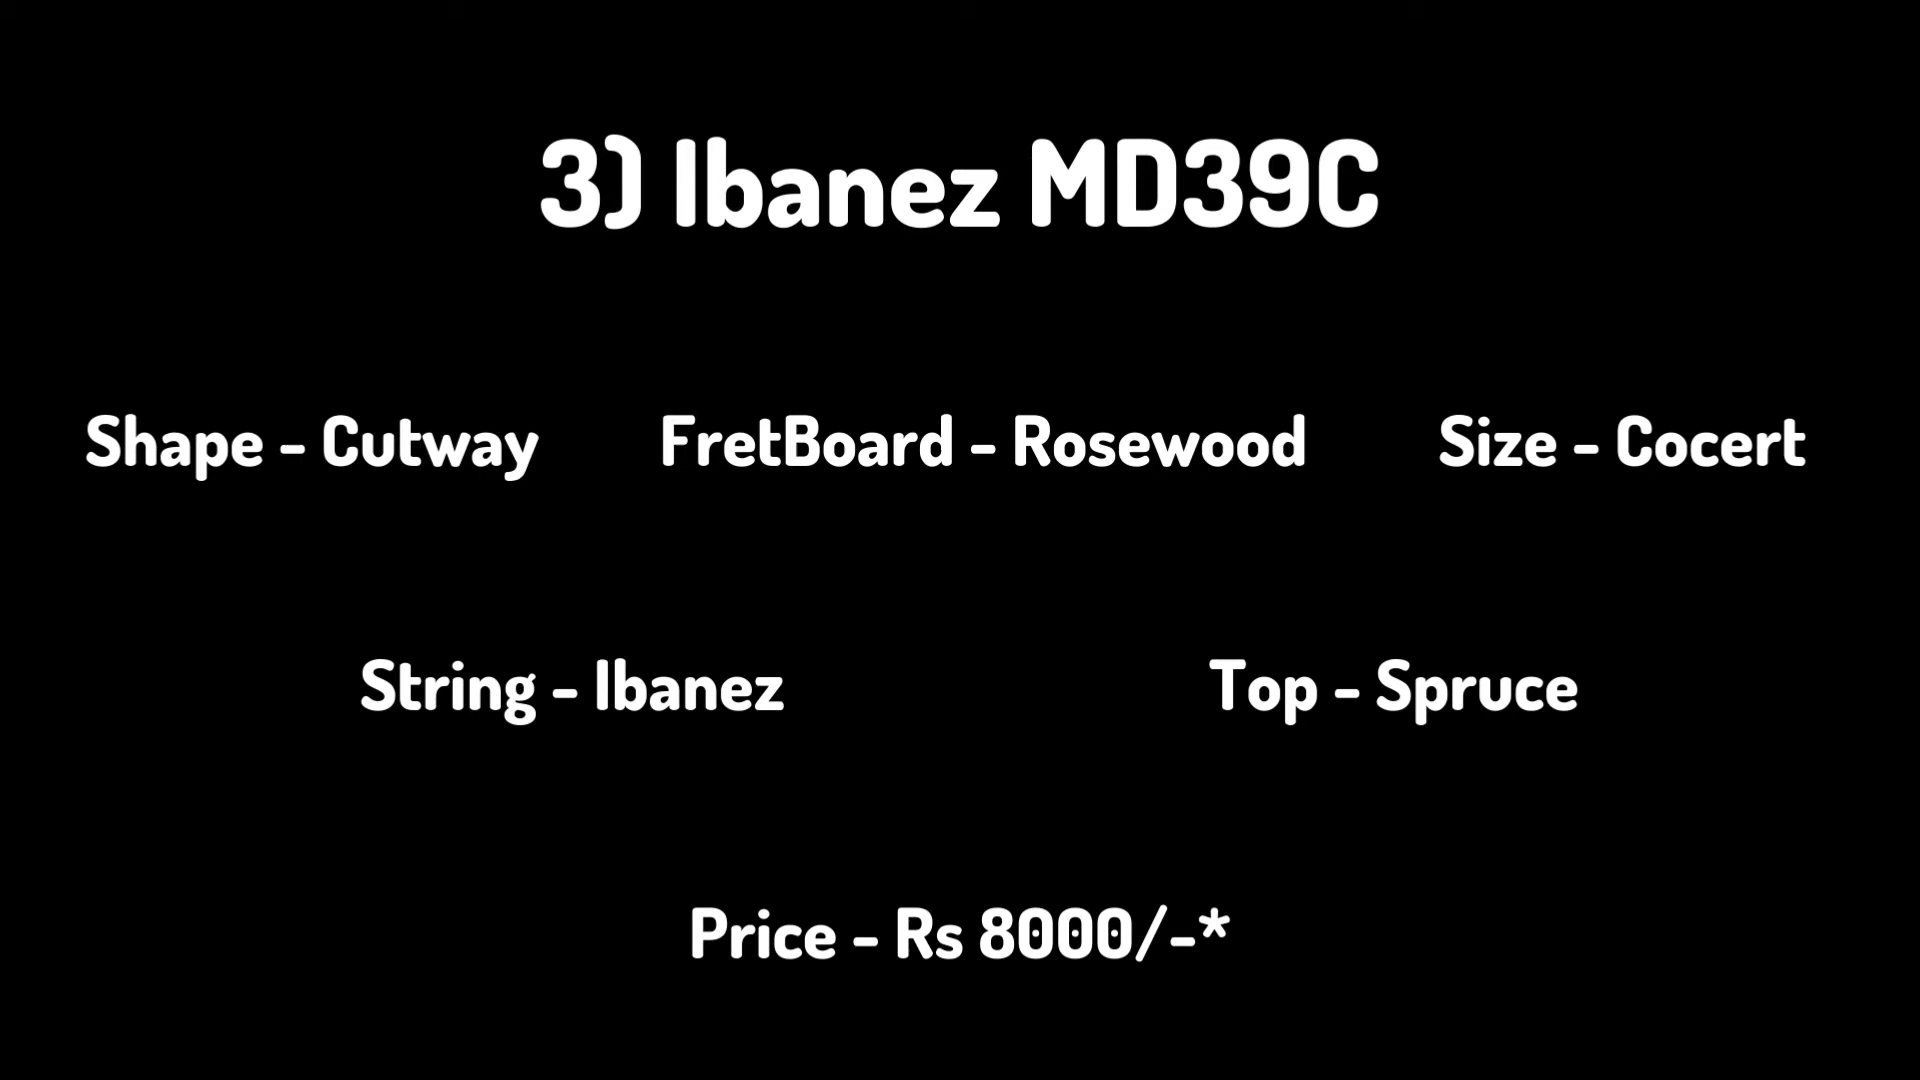 3) Ibanez MD39C
Shape - Cutway FretBoard - Rosewood Size - Cocert
String - Ibanez Top - Spruce
Price - Rs 8000/-*